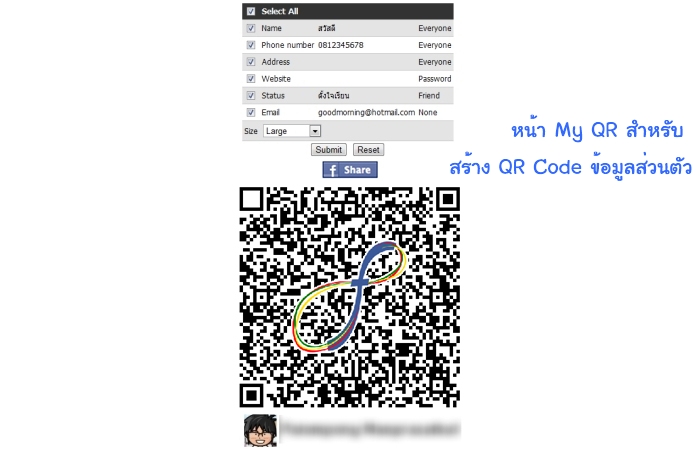 Select All
Name สวัสดี Everyone
Phone number 0812345678 Everyone
Address Everyone
Website Password
Status ตั้งใจเรียน Friend
Email goodmorning@hotmail.com None
Size Large
Submit Reset
f Share
หน้า My QR สำหรับ
สร้าง QR Code ข้อมูลส่วนตัว